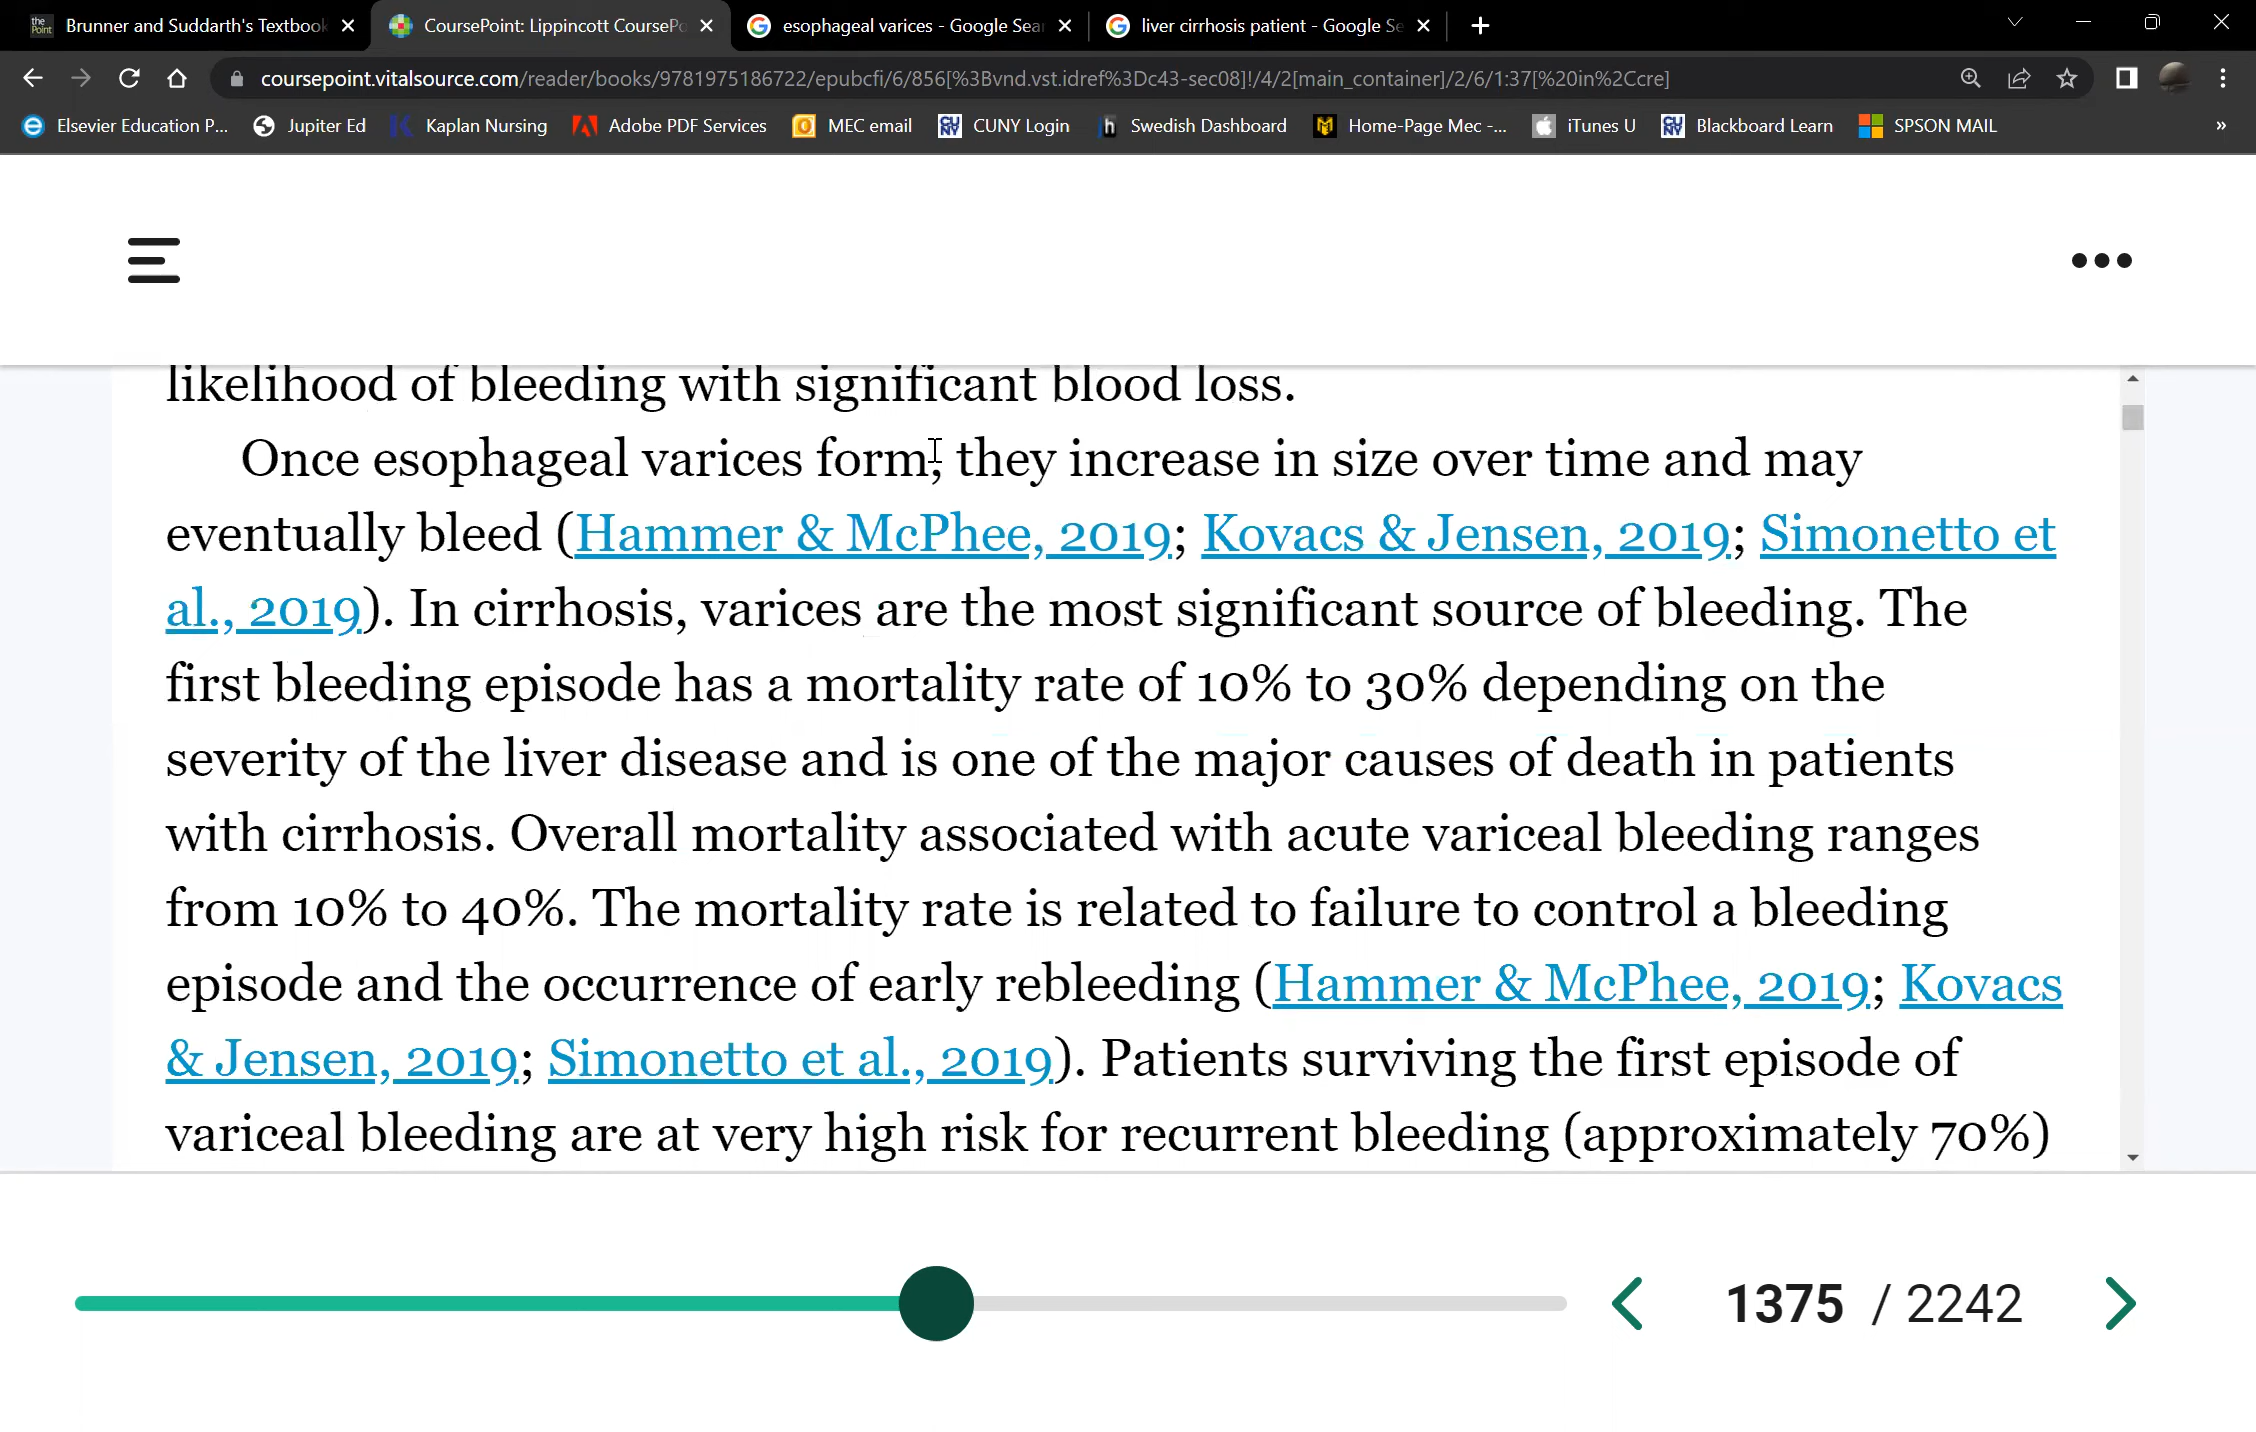 the Point
Brunner and Suddarth's Textbook
CoursePoint: Lippincott CoursePo
esophageal varices - Google Sear
liver cirrhosis patient - Google Se
coursepoint.vitalsource.com/reader/books/9781975186722/epubcfi/6/856[%3Bvnd.vst.idref%3Dc43-sec08]!/4/2[main_container]/2/6/1:37[%20in%2Ccre]
Elsevier Education P... Jupiter Ed Kaplan Nursing Adobe PDF Services MEC email CUNY Login Swedish Dashboard Home-Page Mec -... iTunes U Blackboard Learn SPSON MAIL »
likelihood of bleeding with significant blood loss.
Once esophageal varices form, they increase in size over time and may
eventually bleed (Hammer & McPhee, 2019; Kovacs & Jensen, 2019; Simonetto et
al., 2019). In cirrhosis, varices are the most significant source of bleeding. The
first bleeding episode has a mortality rate of 10% to 30% depending on the
severity of the liver disease and is one of the major causes of death in patients
with cirrhosis. Overall mortality associated with acute variceal bleeding ranges
from 10% to 40%. The mortality rate is related to failure to control a bleeding
episode and the occurrence of early rebleeding (Hammer & McPhee, 2019; Kovacs
& Jensen, 2019; Simonetto et al., 2019). Patients surviving the first episode of
variceal bleeding are at very high risk for recurrent bleeding (approximately 70%)
1375 / 2242